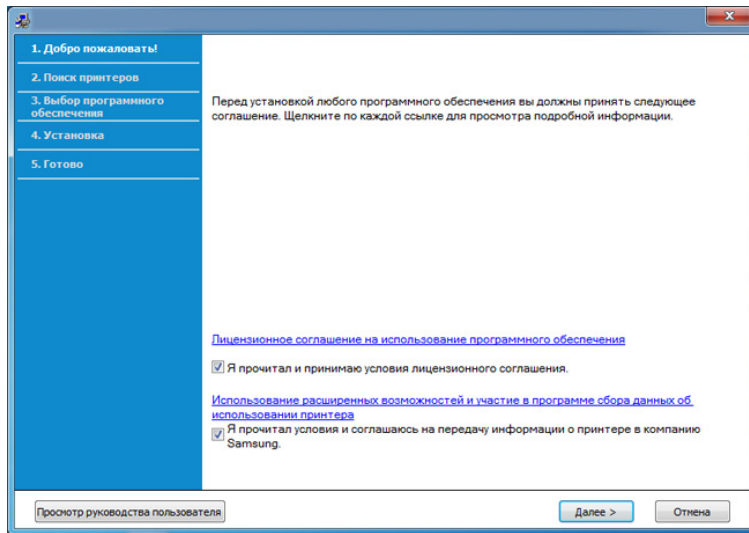 1. Добро пожаловать!
2. Поиск принтеров
3. Выбор программного
обеспечения
4. Установка
5. Готово
Перед установкой любого программного обеспечения вы должны принять следующее
соглашение. Щелкните по каждой ссылке для просмотра подробной информации.
Лицензионное соглашение на использование программного обеспечения
Я прочитал и принимаю условия лицензионного соглашения.
Использование расширенных возможностей и участие в программе сбора данных об
использовании принтера
Я прочитал условия и соглашаюсь на передачу информации о принтере в компанию
Samsung.
Просмотр руководства пользователя
Далее >
Отмена